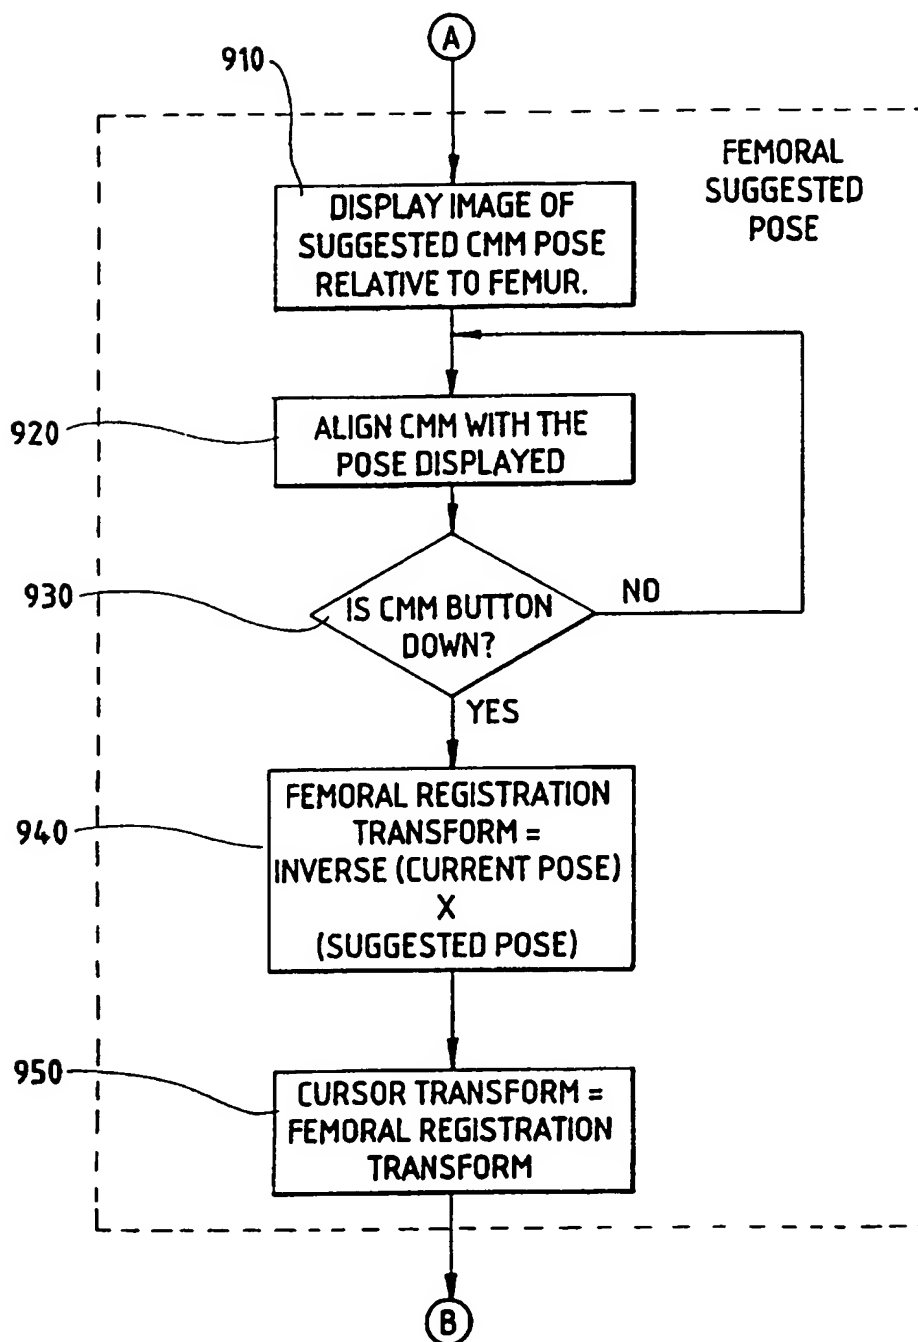 A
910
FEMORAL
SUGGESTED
POSE
DISPLAY IMAGE OF
SUGGESTED CMM POSE
RELATIVE TO FEMUR.
920
ALIGN CMM WITH THE
POSE DISPLAYED
930
IS CMM BUTTON
DOWN?
NO
YES
940
FEMORAL REGISTRATION
TRANSFORM =
INVERSE (CURRENT POSE)
X
(SUGGESTED POSE)
950
CURSOR TRANSFORM =
FEMORAL REGISTRATION
TRANSFORM
B